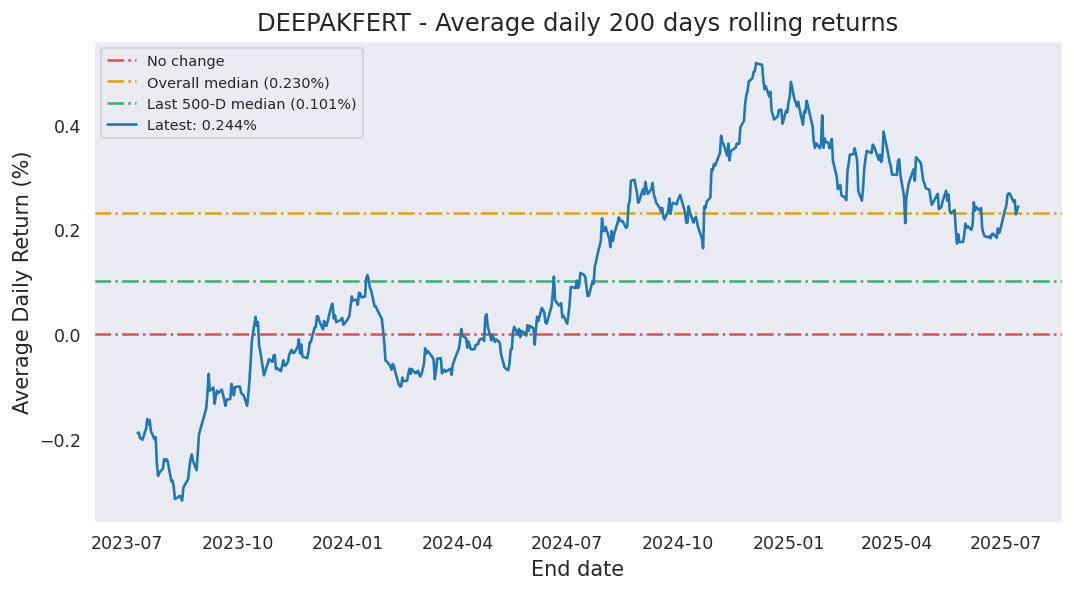 DEEPAKFERT - Average daily 200 days rolling returns
No change
Overall median (0.230%)
Last 500-D median (0.101%)
Latest: 0.244%
Average Daily Return (%)
0.4
0.2
0.0
−0.2
2023-07 2023-10 2024-01 2024-04 2024-07 2024-10 2025-01 2025-04 2025-07
End date